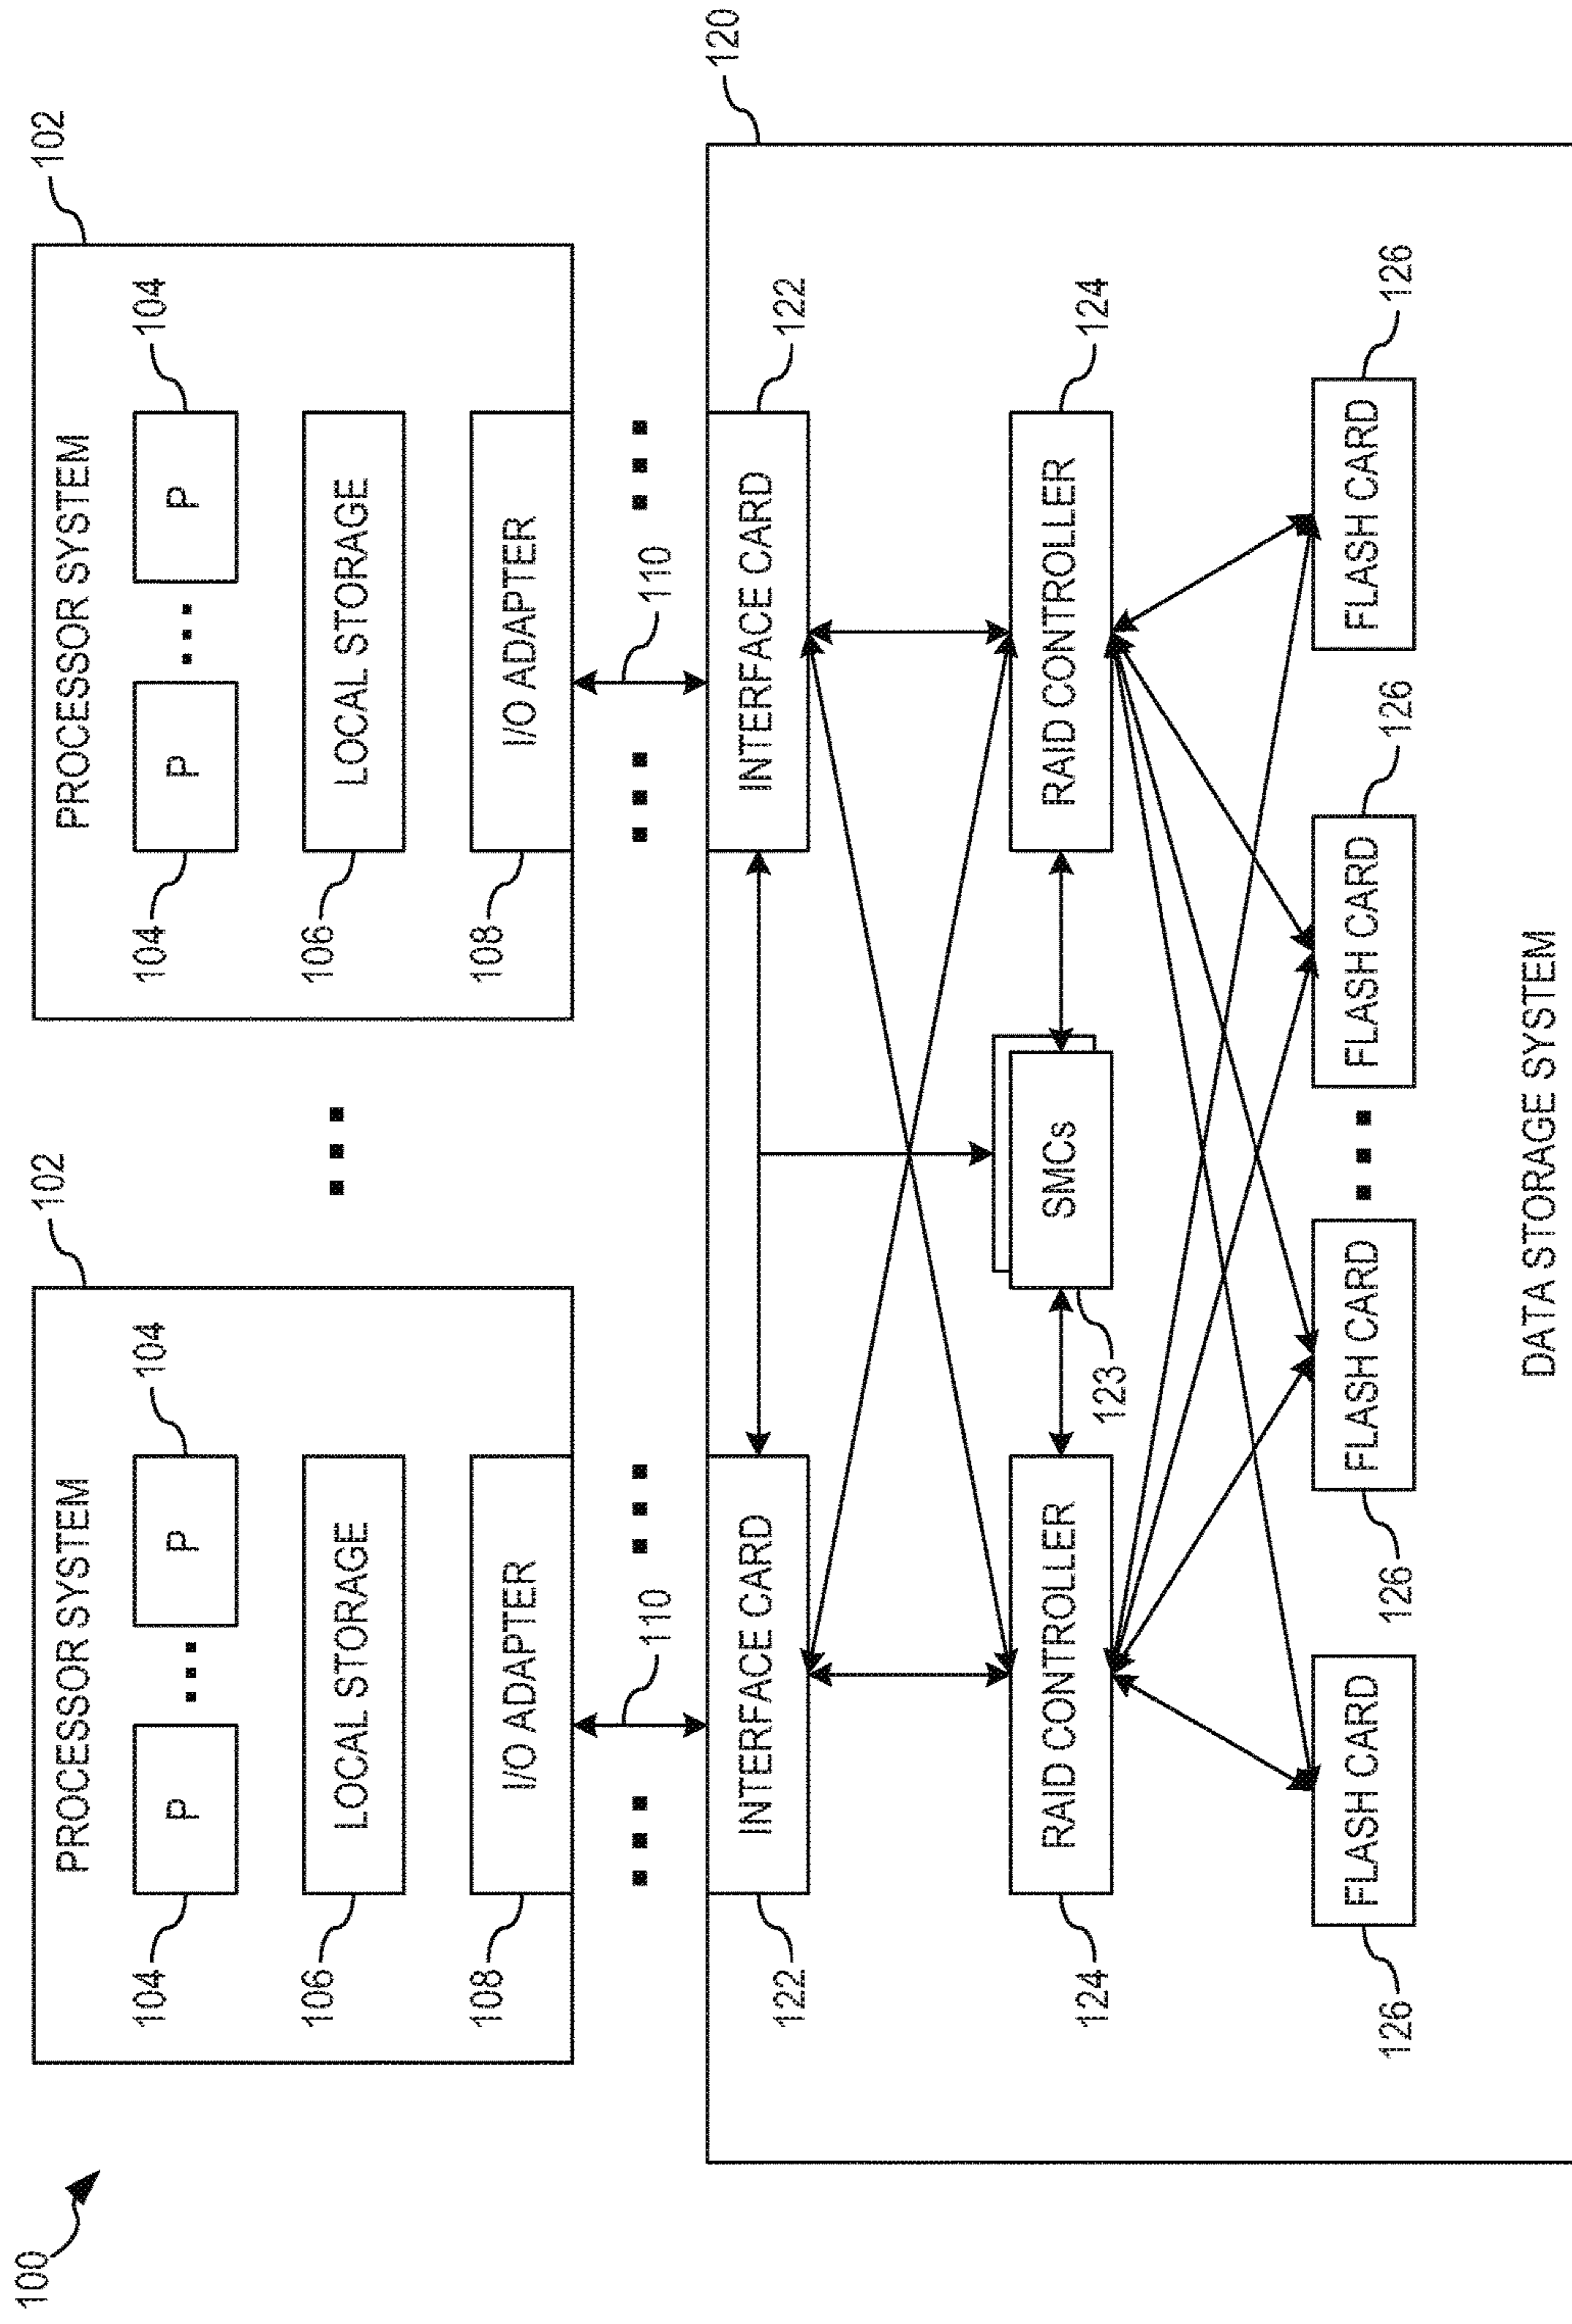 100
102
102
PROCESSOR SYSTEM
PROCESSOR SYSTEM
104
P
P
104
104
P
P
104
106
LOCAL STORAGE
106
LOCAL STORAGE
108
I/O ADAPTER
108
I/O ADAPTER
110
110
120
122
INTERFACE CARD
INTERFACE CARD
122
124
RAID CONTROLLER
123
SMCs
RAID CONTROLLER
124
126
FLASH CARD
126
FLASH CARD
FLASH CARD
126
FLASH CARD
126
DATA STORAGE SYSTEM